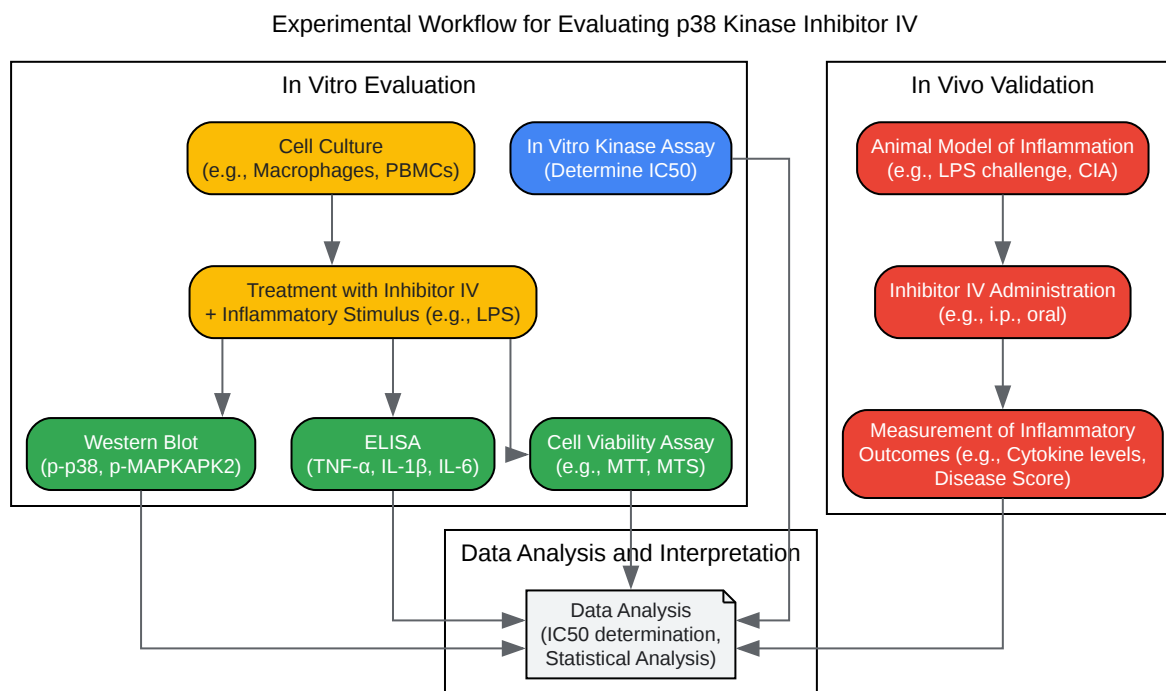 Experimental Workflow for Evaluating p38 Kinase Inhibitor IV
In Vitro Evaluation
Cell Culture
(e.g., Macrophages, PBMCs)
In Vitro Kinase Assay
(Determine IC50)
Treatment with Inhibitor IV
+ Inflammatory Stimulus (e.g., LPS)
Western Blot
(p-p38, p-MAPKAPK2)
ELISA
(TNF-α, IL-1β, IL-6)
Cell Viability Assay
(e.g., MTT, MTS)
In Vivo Validation
Animal Model of Inflammation
(e.g., LPS challenge, CIA)
Inhibitor IV Administration
(e.g., i.p., oral)
Measurement of Inflammatory
Outcomes (e.g., Cytokine levels,
Disease Score)
Data Analysis and Interpretation
Data Analysis
(IC50 determination,
Statistical Analysis)